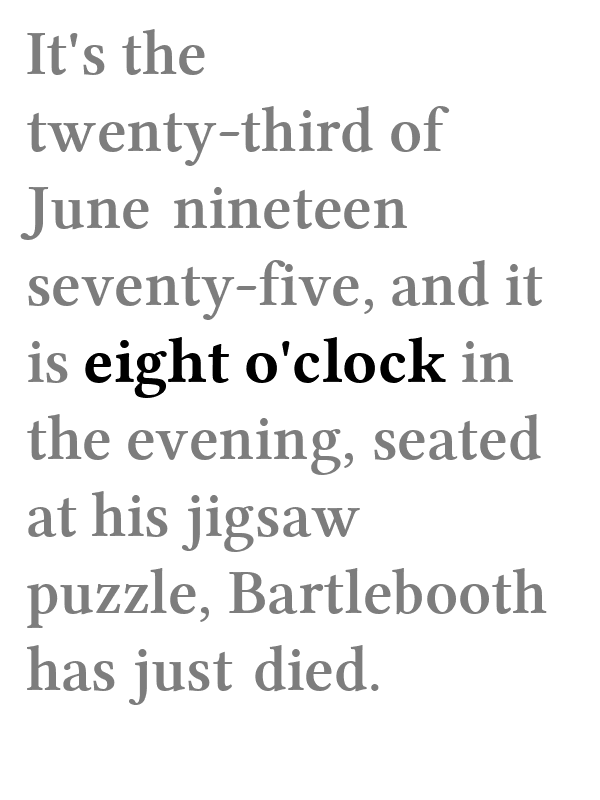 It's the
twenty-third of
June nineteen
seventy-five, and it
is eight o'clock in
the evening, seated
at his jigsaw
puzzle, Bartlebooth
has just died.